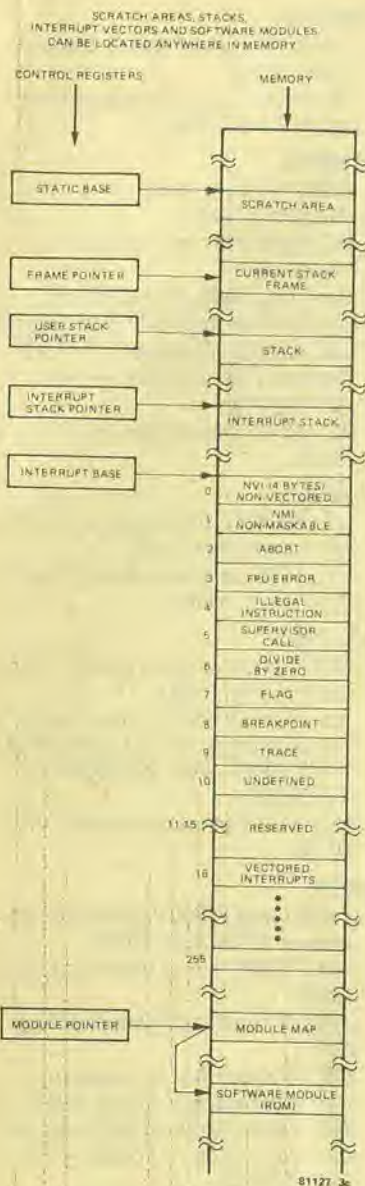 SCRATCH AREAS, STACKS,
INTERRUPT VECTORS AND SOFTWARE MODULES
CAN BE LOCATED ANYWHERE IN MEMORY
CONTROL REGISTERS
MEMORY
STATIC BASE
SCRATCH AREA
FRAME POINTER
CURRENT STACK
FRAME
USER STACK
POINTER
STACK
INTERRUPT
STACK POINTER
INTERRUPT STACK
INTERRUPT BASE
0
NVI (4 BYTES)
NON-VECTORED
1
NMI
NON-MASKABLE
2
ABORT
3
FPU ERROR
4
ILLEGAL
INSTRUCTION
5
SUPERVISOR
CALL
6
DIVIDE
BY ZERO
7
FLAG
8
BREAKPOINT
9
TRACE
10
UNDEFINED
11-15
RESERVED
16
VECTORED
INTERRUPTS
255
MODULE POINTER
MODULE MAP
SOFTWARE MODULE
(ROM)
81127 3c